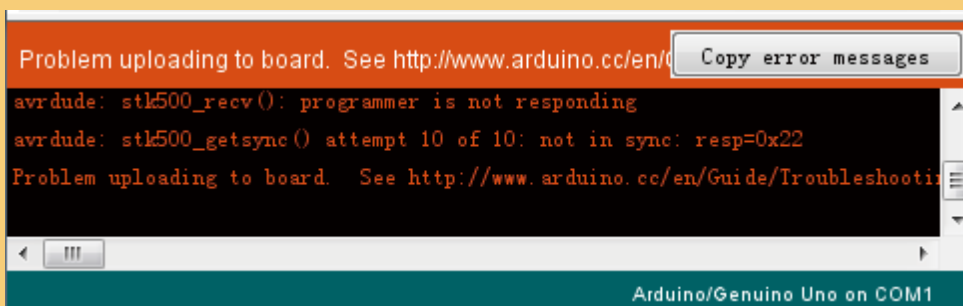 Problem uploading to board. See http://www.arduino.cc/en/
Copy error messages
avrdude: stk500_recv(): programmer is not responding
avrdude: stk500_getsync() attempt 10 of 10: not in sync: resp=0x22
Problem uploading to board. See http://www.arduino.cc/en/Guide/Troubleshootin
Arduino/Genuino Uno on COM1